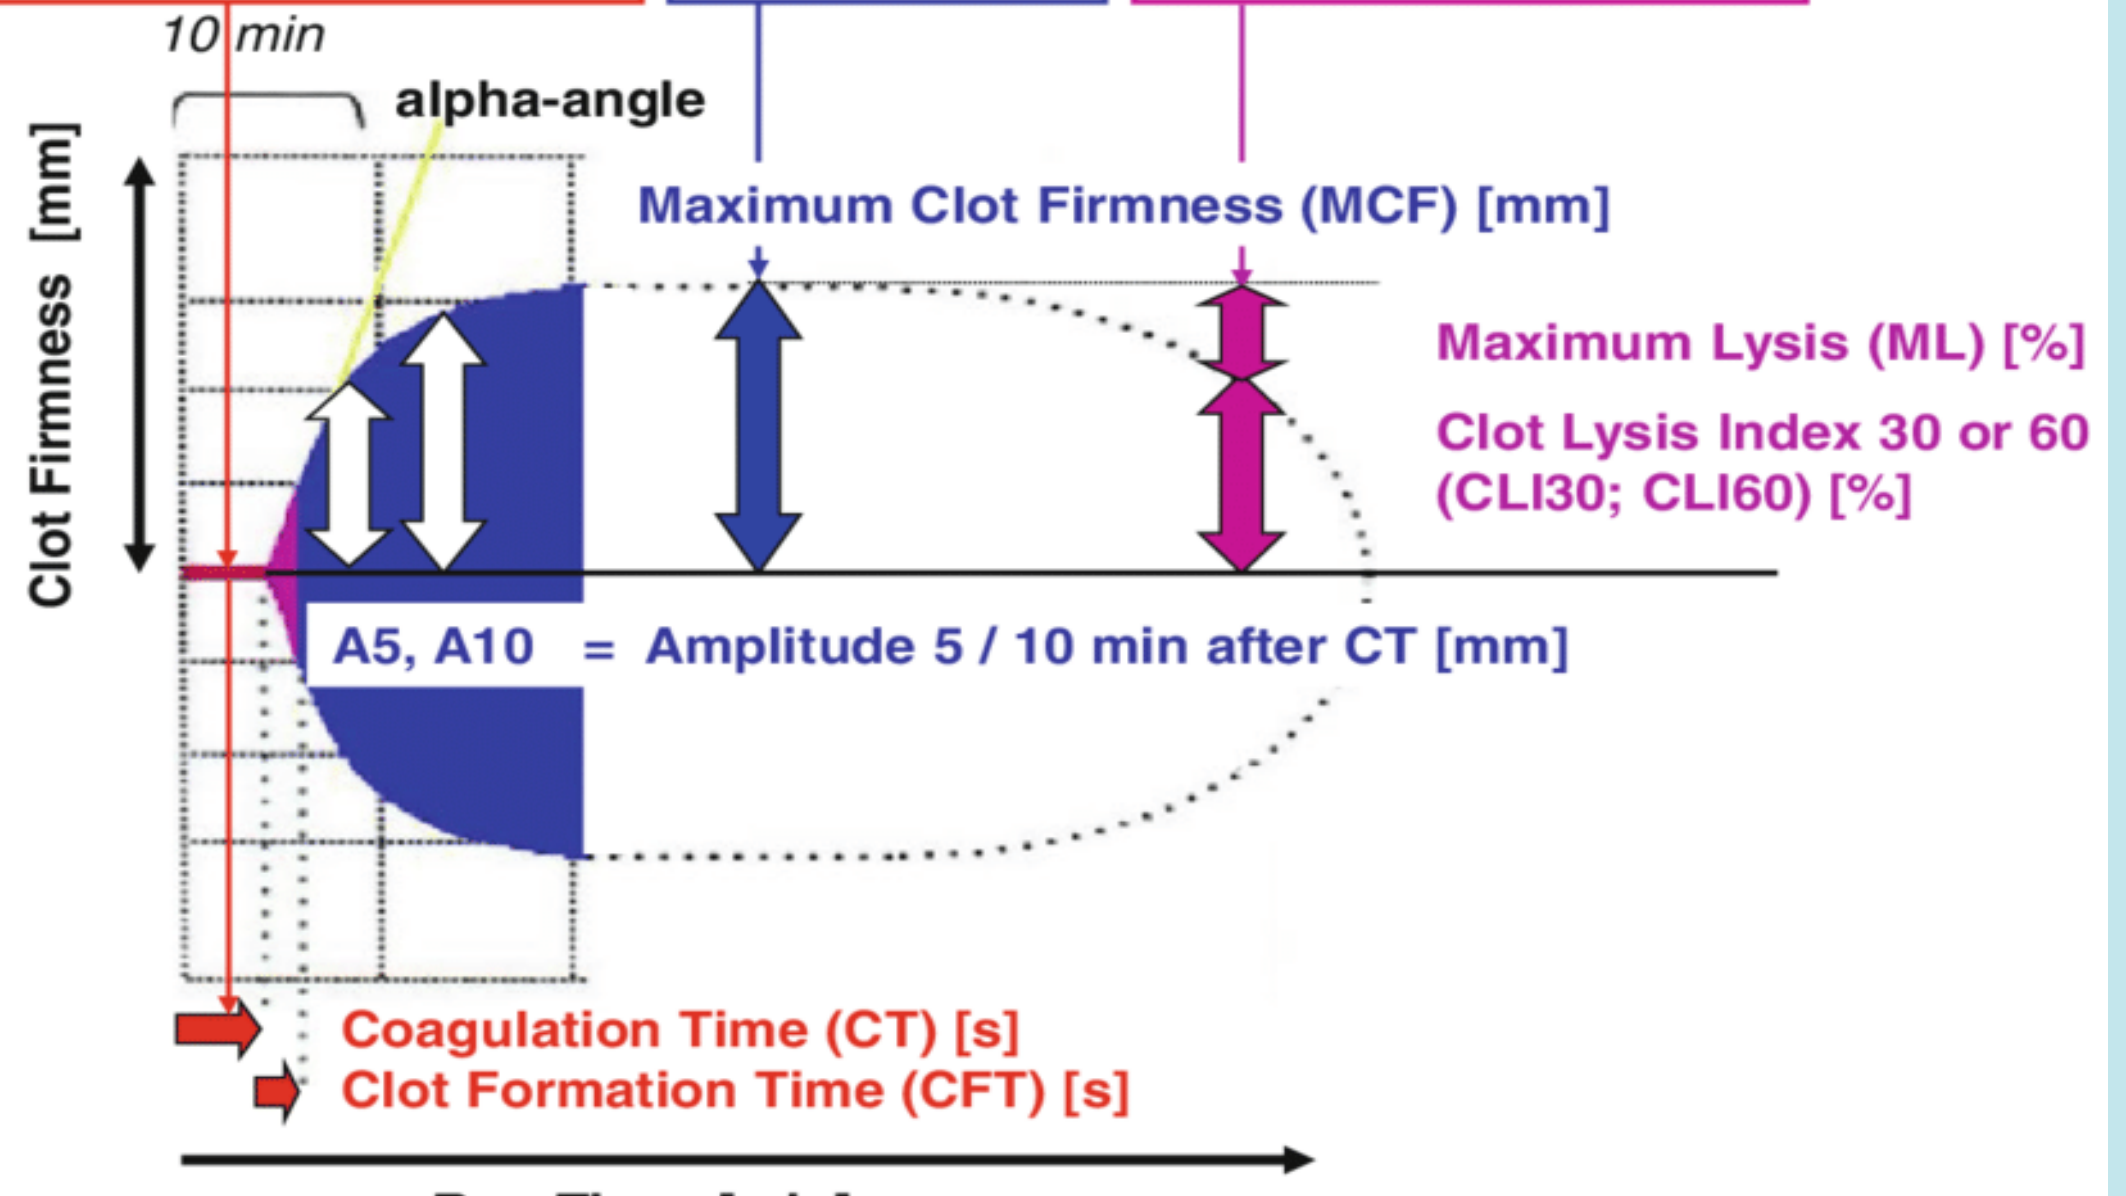 10 min
alpha-angle
Clot Firmness [mm]
Maximum Clot Firmness (MCF) [mm]
Maximum Lysis (ML) [%]
Clot Lysis Index 30 or 60
(CLI30; CLI60) [%]
A5, A10 = Amplitude 5 / 10 min after CT [mm]
Coagulation Time (CT) [s]
Clot Formation Time (CFT) [s]